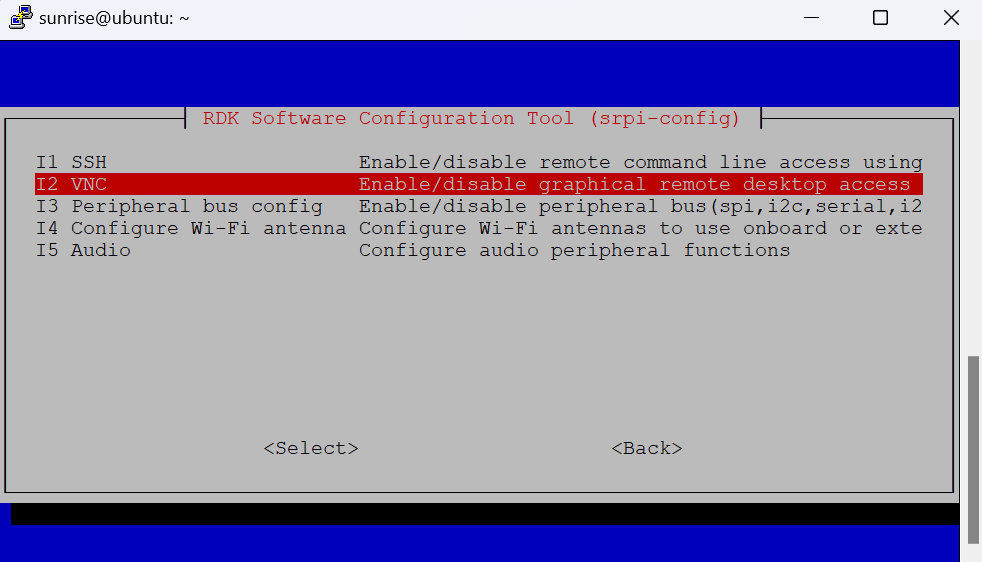 sunrise@ubuntu: ~
RDK Software Configuration Tool (srpi-config)
I1 SSH Enable/disable remote command line access using
I2 VNC Enable/disable graphical remote desktop access
I3 Peripheral bus config Enable/disable peripheral bus(spi,i2c,serial,i2
I4 Configure Wi-Fi antenna Configure Wi-Fi antennas to use onboard or exte
I5 Audio Configure audio peripheral functions
<Select> <Back>